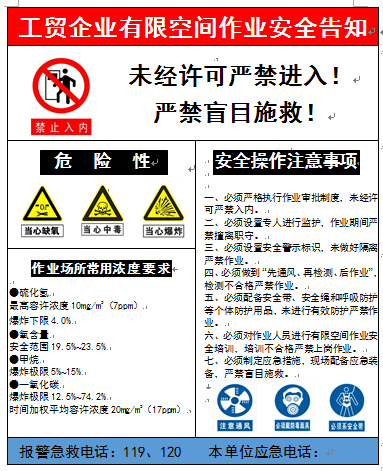 工贸企业有限空间作业安全告知
未经许可严禁进入！
严禁盲目施救！
禁止入内
危 险 性
当心缺氧
当心中毒
当心爆炸
作业场所常用浓度要求
●硫化氢
最高容许浓度10mg/m³（7ppm）
爆炸下限4.0%
●氧含量
安全范围19.5%~23.5%
●甲烷
爆炸极限5%~15%
●一氧化碳
爆炸极限12.5%~74.2%
时间加权平均容许浓度20mg/m³（17ppm）
安全操作注意事项
一、必须严格执行作业审批制度，未经许
可严禁入内。
二、必须设置专人进行监护，作业期间严
禁擅离职守。
三、必须设置安全警示标识，未做好隔离
严禁作业。
四、必须做到“先通风、再检测、后作业”，
检测不合格严禁作业。
五、必须配备安全带、安全绳和呼吸防护
等个体防护用品，未进行有效防护严禁作
业。
六、必须对作业人员进行有限空间作业安
全培训，培训不合格严禁上岗作业。
七、必须制定应急措施，现场配备应急装
备，严禁盲目施救。
注意通风
必须戴防毒面具
必须系安全带
报警急救电话：119、120
本单位应急电话：